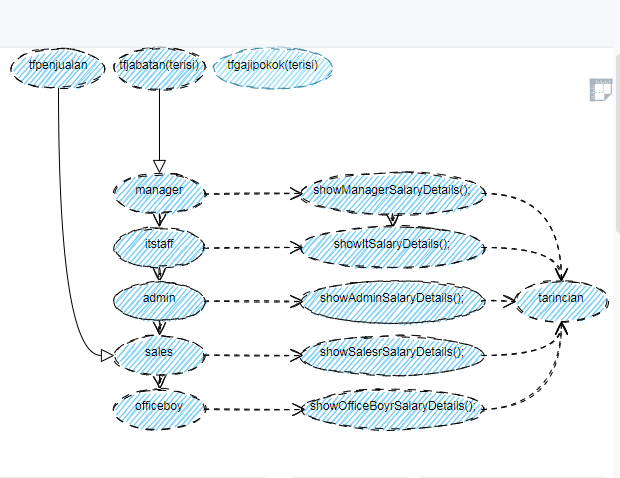 tfpenjualan
tfjabatan(terisi)
tfgajipokok(terisi)
manager
showManagerSalaryDetails();
itstaff
showItSalaryDetails();
admin
showAdminSalaryDetails();
tarincian
sales
showSalesrSalaryDetails();
officeboy
showOfficeBoyrSalaryDetails();